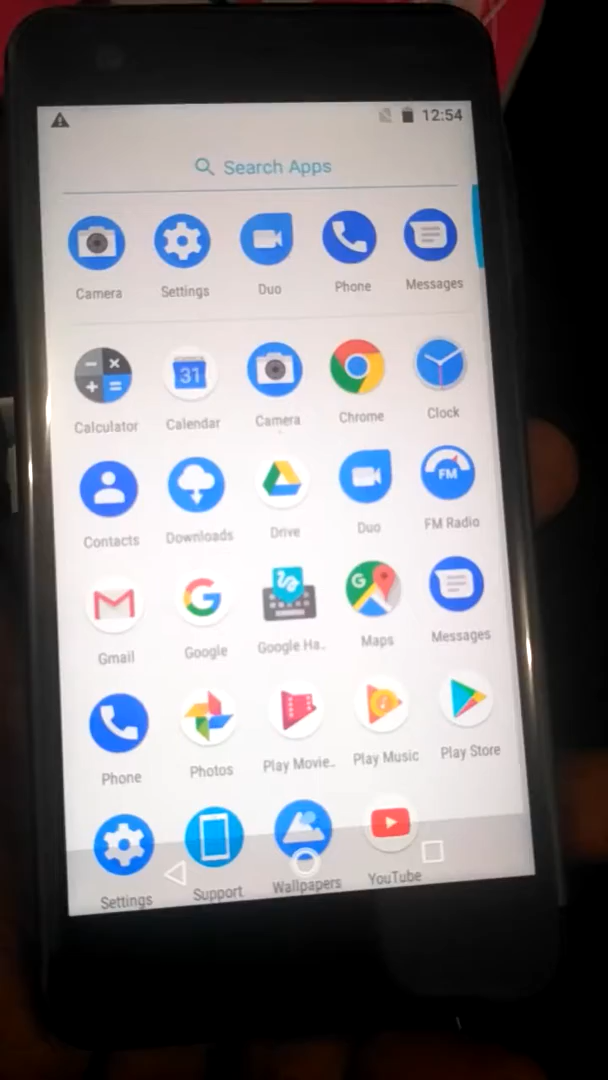 12:54
Search Apps
Camera Settings Duo Phone Messages
31
Calculator Calendar Camera Chrome Clock
FM
Contacts Downloads Drive Duo FM Radio
G
Gmail Google Google Ha.. Maps Messages
Phone Photos Play Movie.. Play Music Play Store
Settings Support Wallpapers YouTube